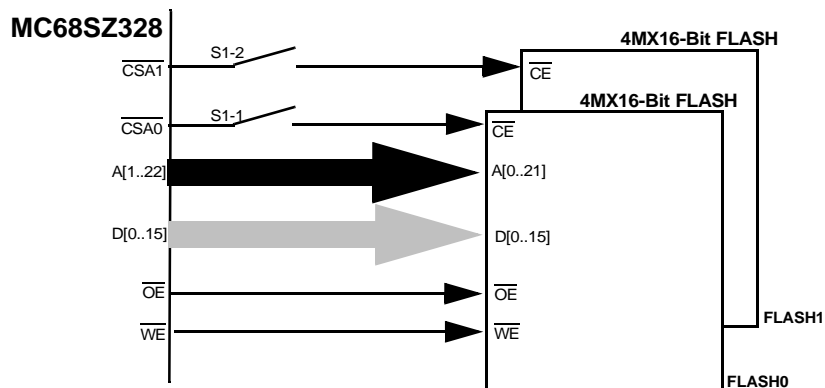 MC68SZ328
4MX16-Bit FLASH
S1-2
CSA1
CE
4MX16-Bit FLASH
S1-1
CSA0
CE
A[1..22]
A[0..21]
D[0..15]
D[0..15]
OE
OE
WE
WE
FLASH1
FLASH0